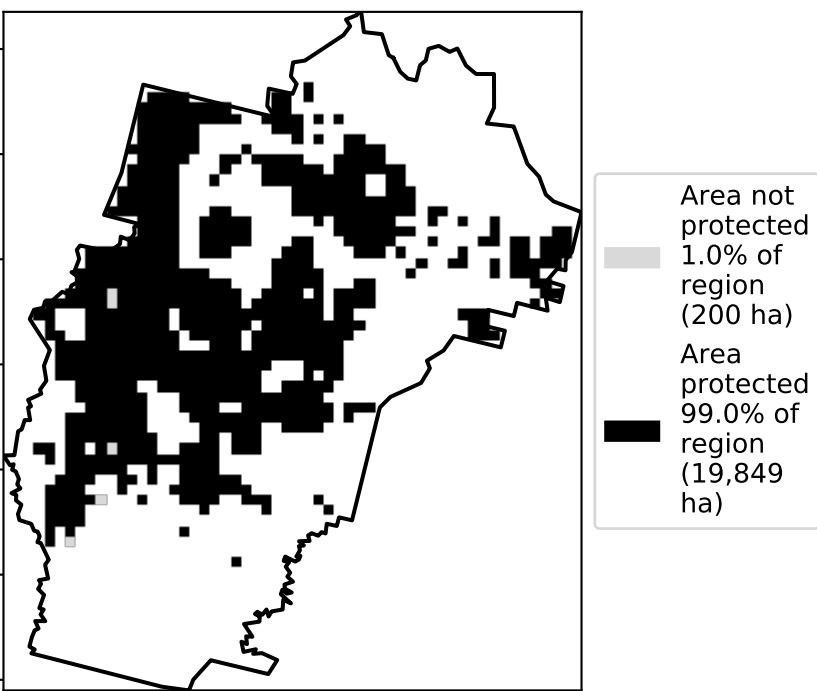 Area not
protected
1.0% of
region
(200 ha)
Area
protected
99.0% of
region
(19,849
ha)